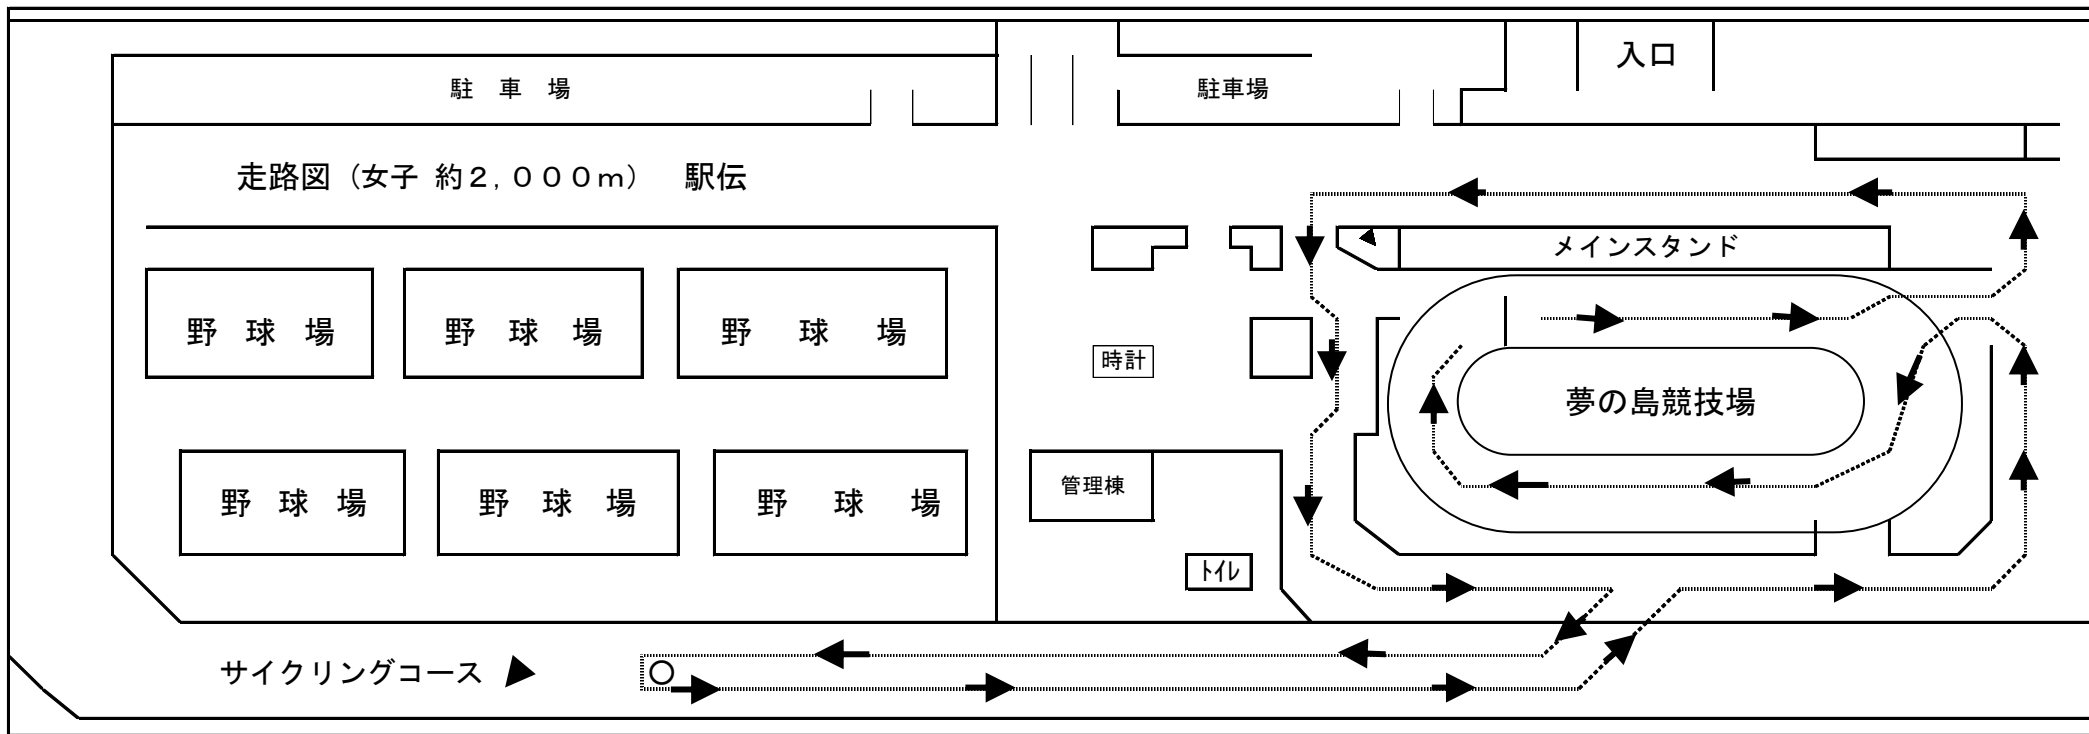 入口
駐　車　場
駐車場
走路図（女子 約２,０００ｍ）　駅伝
メインスタンド
野　球　場
野　球　場
野　球　場
時計
夢の島競技場
野　球　場
野　球　場
野　球　場
管理棟
ﾄｲﾚ
サイクリングコース